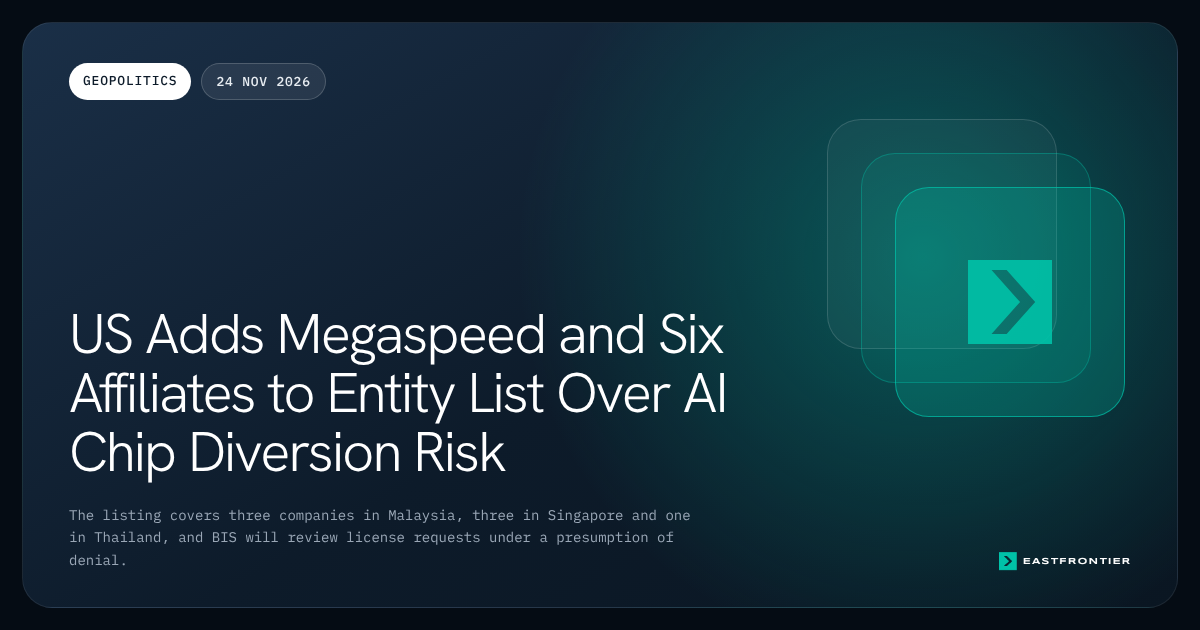 GEOPOLITICS
24 NOV 2026
US Adds Megaspeed and Six
Affiliates to Entity List Over AI
Chip Diversion Risk
The listing covers three companies in Malaysia, three in Singapore and one
in Thailand, and BIS will review license requests under a presumption of
denial.
EASTFRONTIER